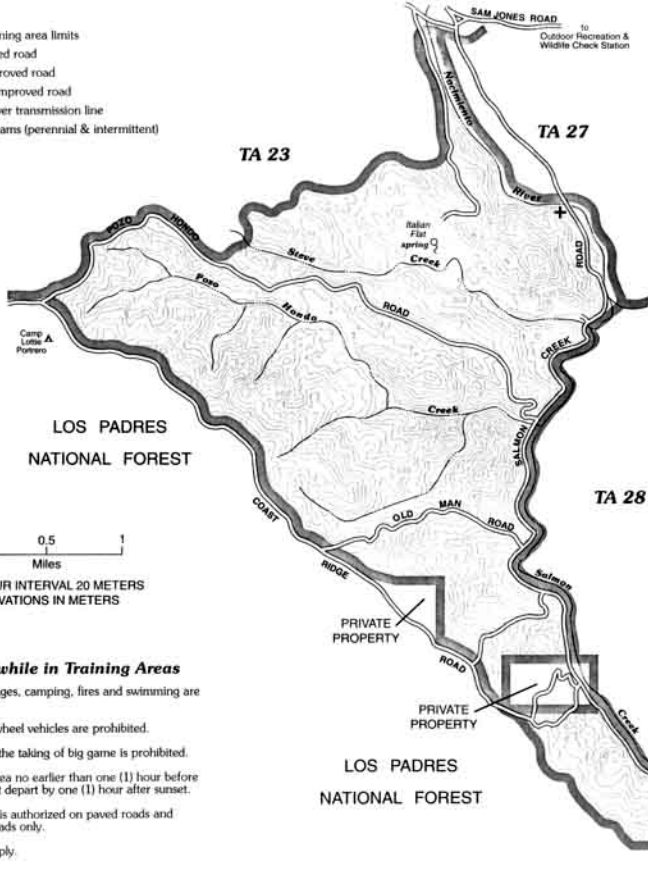 SAM JONES ROAD
to
Outdoor Recreation &
Wildlife Check Station
ning area limits
ed road
roved road
mproved road
er transmission line
ams (perennial & intermittent)
Nacimiento
River
TA 27
TA 23
ROAD
POZO HONDO
Italian
Flat
spring
Steve Creek
Poso Hondo
ROAD
CREEK
Camp
Lottie
Portrero
Creek
SALMON
LOS PADRES
NATIONAL FOREST
TA 28
COAST
OLD MAN ROAD
0.5 1
Miles
RIDGE
UR INTERVAL 20 METERS
VATIONS IN METERS
Salmon
PRIVATE
PROPERTY
ROAD
while in Training Areas
ges, camping, fires and swimming are
wheel vehicles are prohibited.
the taking of big game is prohibited.
ea no earlier than one (1) hour before
t depart by one (1) hour after sunset.
is authorized on paved roads and
ads only.
ply.
PRIVATE
PROPERTY
Creek
LOS PADRES
NATIONAL FOREST